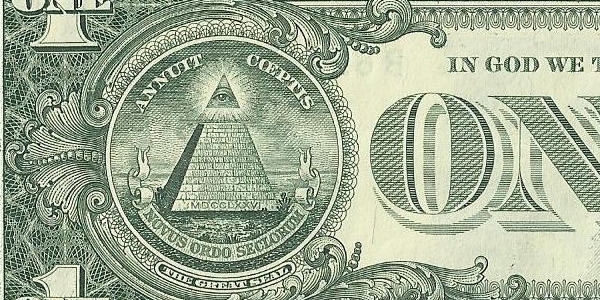 ONE
1
IN GOD WE T
ANNUIT COEPTIS
ON
MDCCLXXVI
NOVUS ORDO SECLORUM
THE GREAT SEAL
1